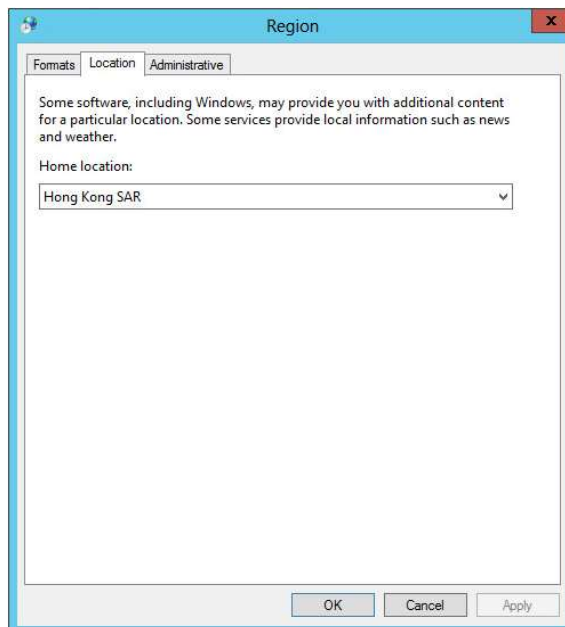 Region
x
Formats Location Administrative
Some software, including Windows, may provide you with additional content
for a particular location. Some services provide local information such as news
and weather.
Home location:
Hong Kong SAR
OK Cancel Apply